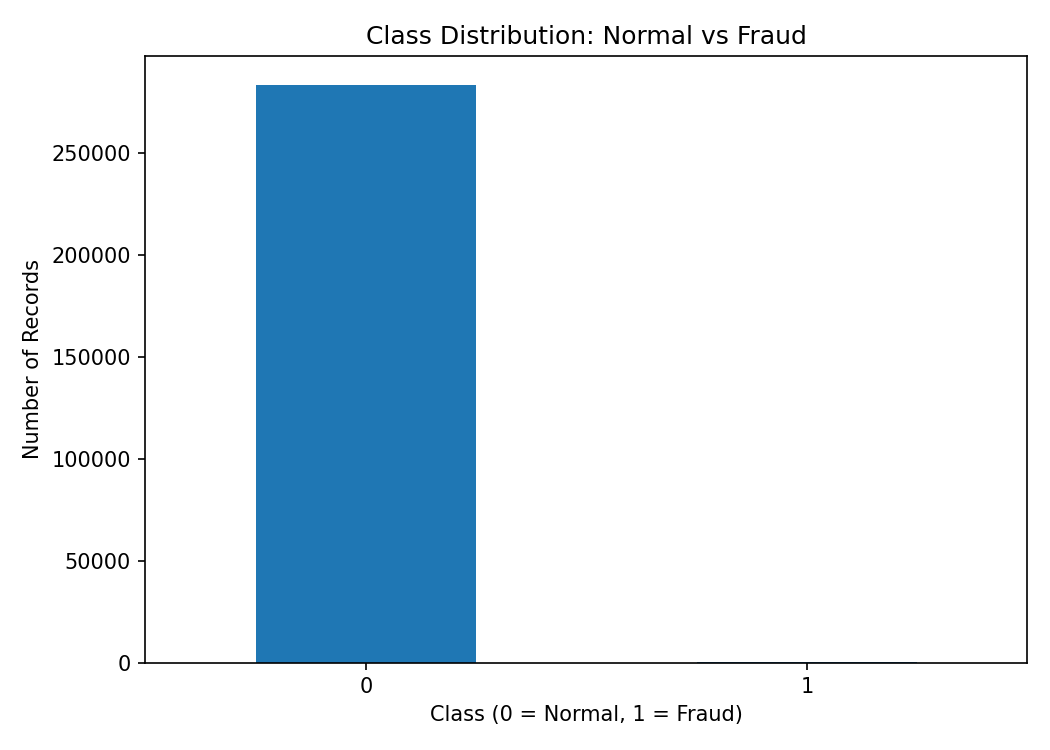 Class Distribution: Normal vs Fraud
Number of Records
250000
200000
150000
100000
50000
0
0 1
Class (0 = Normal, 1 = Fraud)